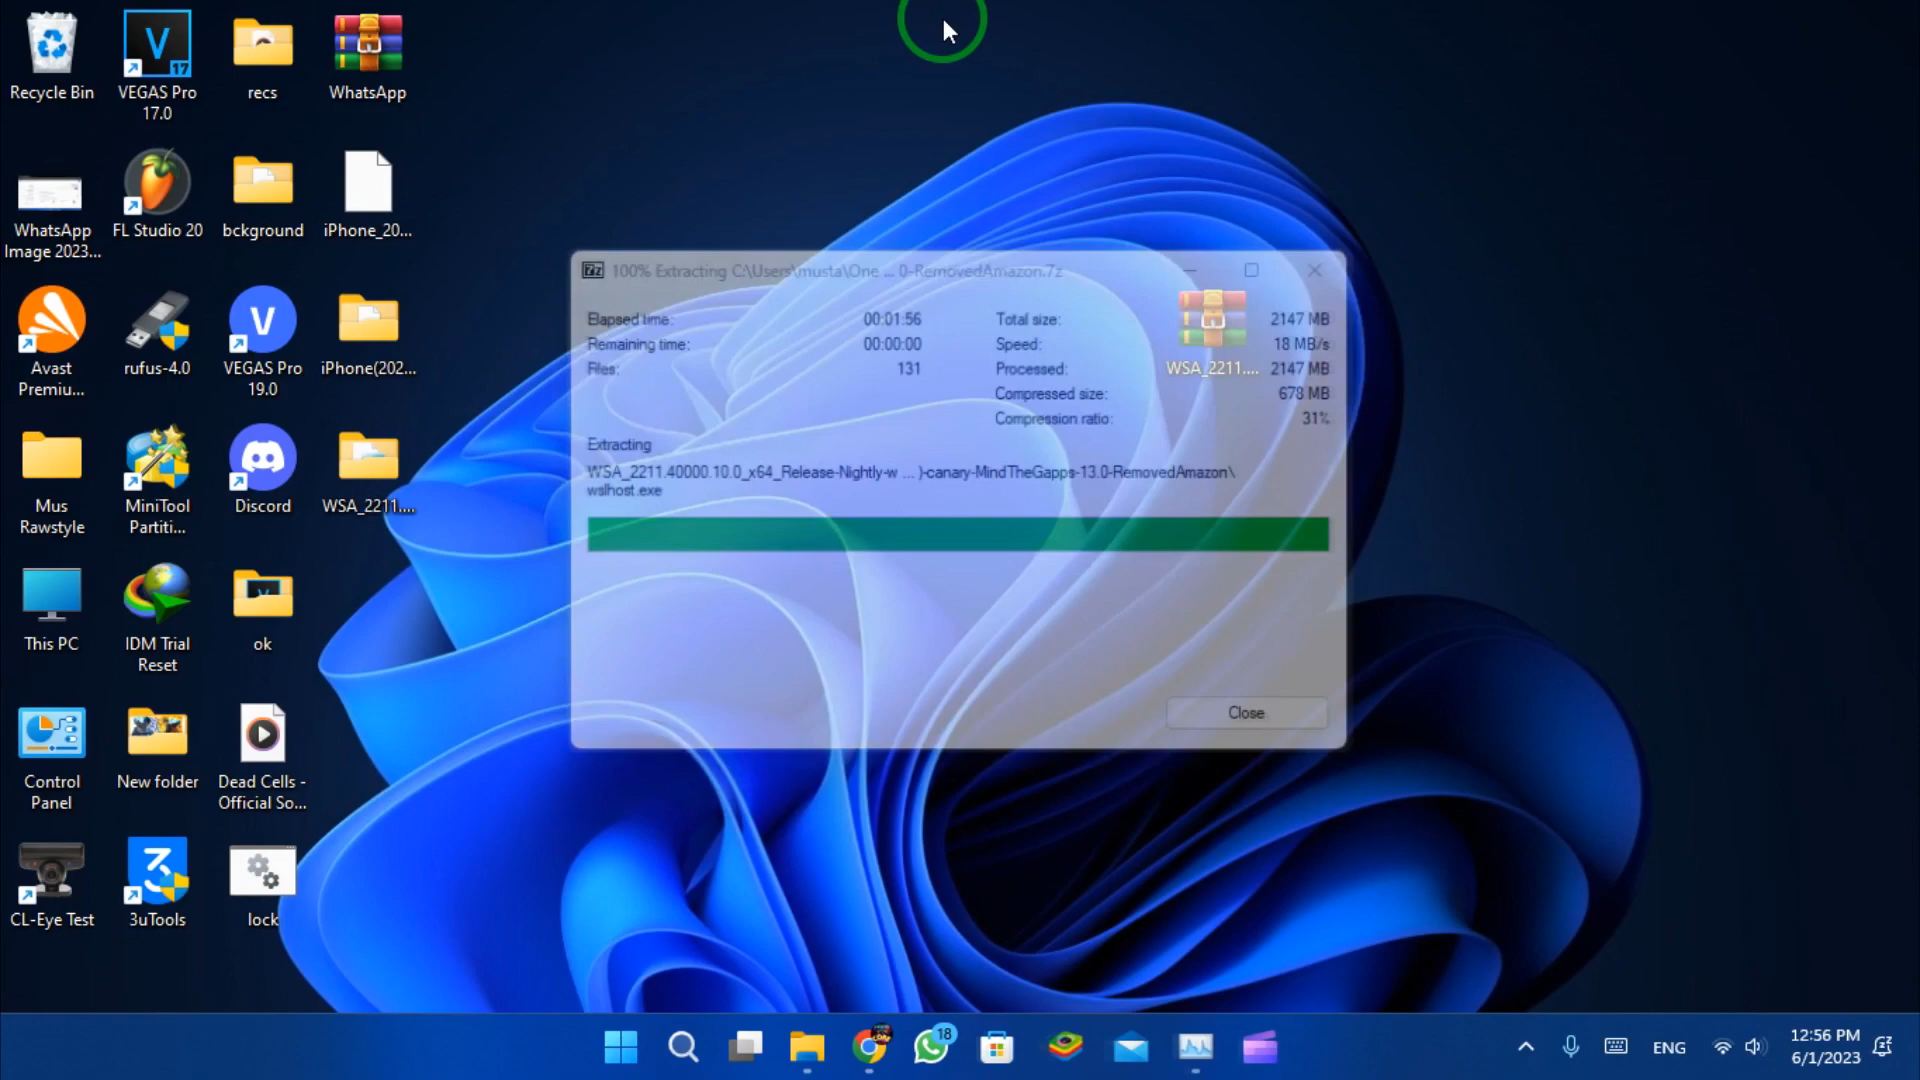 Recycle Bin
VEGAS Pro
17.0
17
recs
WhatsApp
WhatsApp
Image 2023...
FL Studio 20
bckground
iPhone_20...
Avast
Premiu...
rufus-4.0
VEGAS Pro
19.0
iPhone(202...
Mus
Rawstyle
MiniTool
Partiti...
Discord
WSA_2211....
This PC
IDM Trial
Reset
ok
Control
Panel
New folder
Dead Cells -
Official So...
CL-Eye Test
3uTools
lock
100% Extracting C:\Users\musta\One ... 0-RemovedAmazon.7z
Elapsed time: 00:01:56
Remaining time: 00:00:00
Files: 131
Total size: 2147 MB
Speed: 18 MB/s
Processed: 2147 MB
Compressed size: 678 MB
Compression ratio: 31%
WSA_2211....
Extracting
WSA_2211.40000.10.0_x64_Release-Nightly-w ... )-canary-MindTheGapps-13.0-RemovedAmazon\
wslhost.exe
Close
18
ENG
12:56 PM
6/1/2023